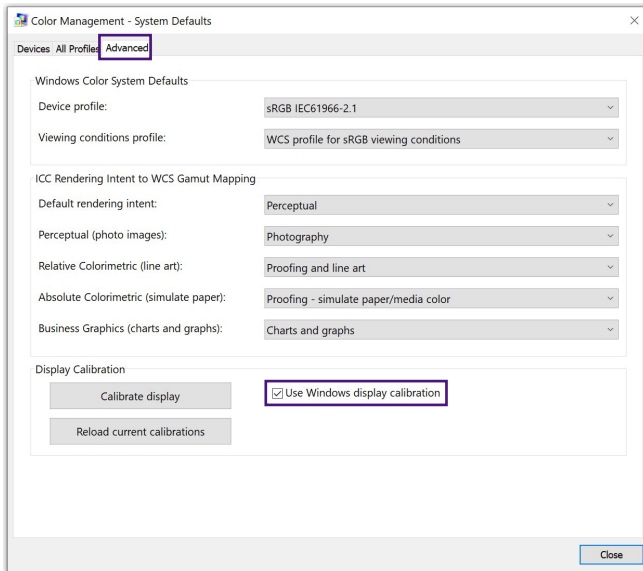 Color Management - System Defaults
Devices All Profiles Advanced
Windows Color System Defaults
Device profile: sRGB IEC61966-2.1
Viewing conditions profile: WCS profile for sRGB viewing conditions
ICC Rendering Intent to WCS Gamut Mapping
Default rendering intent: Perceptual
Perceptual (photo images): Photography
Relative Colorimetric (line art): Proofing and line art
Absolute Colorimetric (simulate paper): Proofing - simulate paper/media color
Business Graphics (charts and graphs): Charts and graphs
Display Calibration
Calibrate display Use Windows display calibration
Reload current calibrations
Close